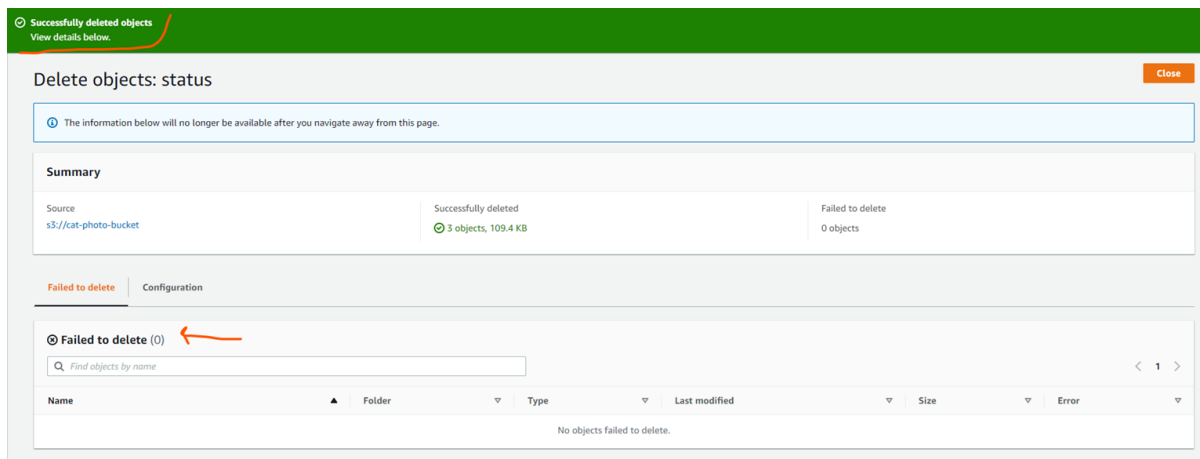 Successfully deleted objects
View details below.
Delete objects: status
Close
The information below will no longer be available after you navigate away from this page.
Summary
Source
s3://cat-photo-bucket
Successfully deleted
3 objects, 109.4 KB
Failed to delete
0 objects
Failed to delete
Configuration
Failed to delete (0)
Find objects by name
1
Name Folder Type Last modified Size Error
No objects failed to delete.